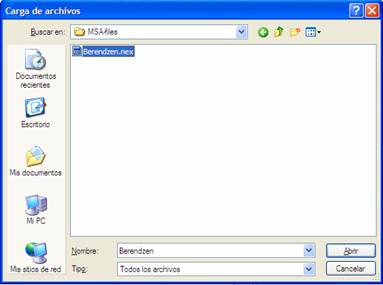 Carga de archivos
Buscar en: MSAfiles
Berendzen.nex
Documentos
recientes
Escritorio
Mis documentos
Mi PC
Mis sitios de red
Nombre: Berendzen Abrir
Tipo: Todos los archivos Cancelar